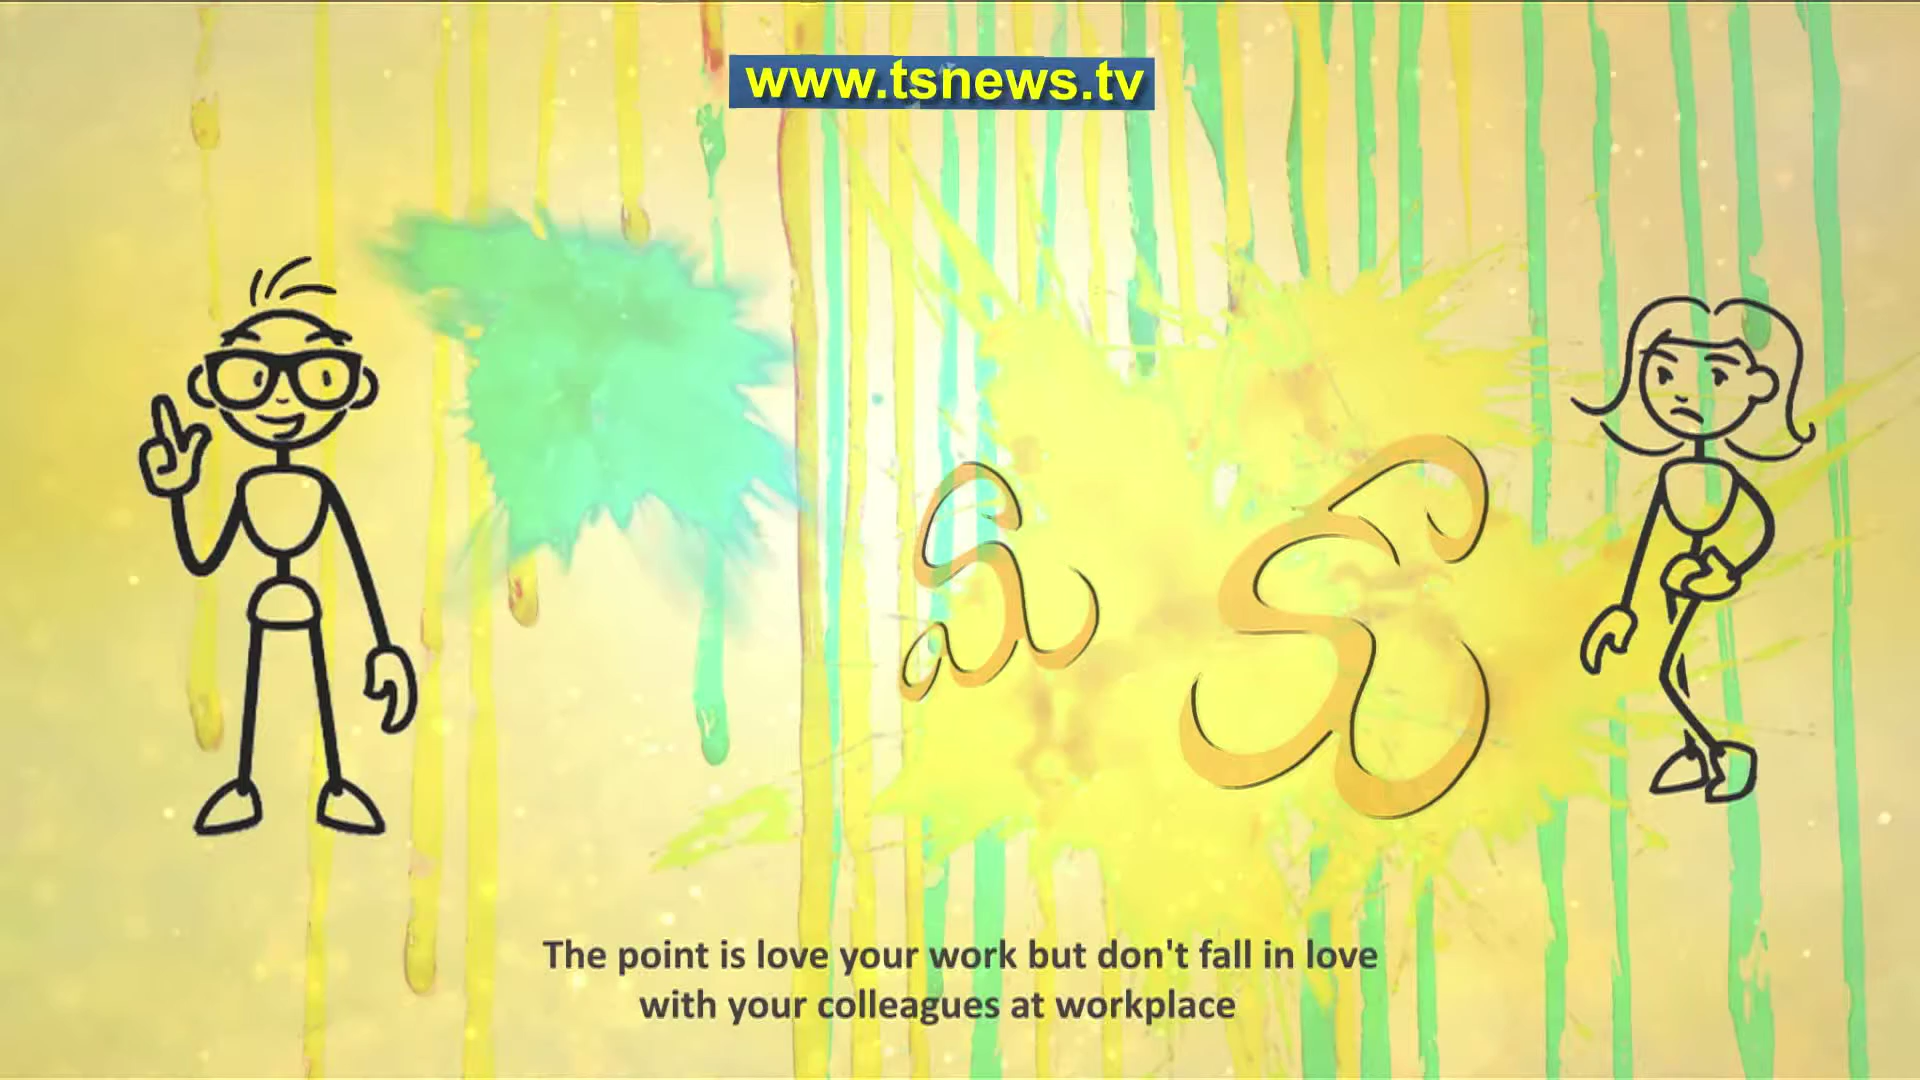 www.tsnews.tv
The point is love your work but don't fall in love
with your colleagues at workplace